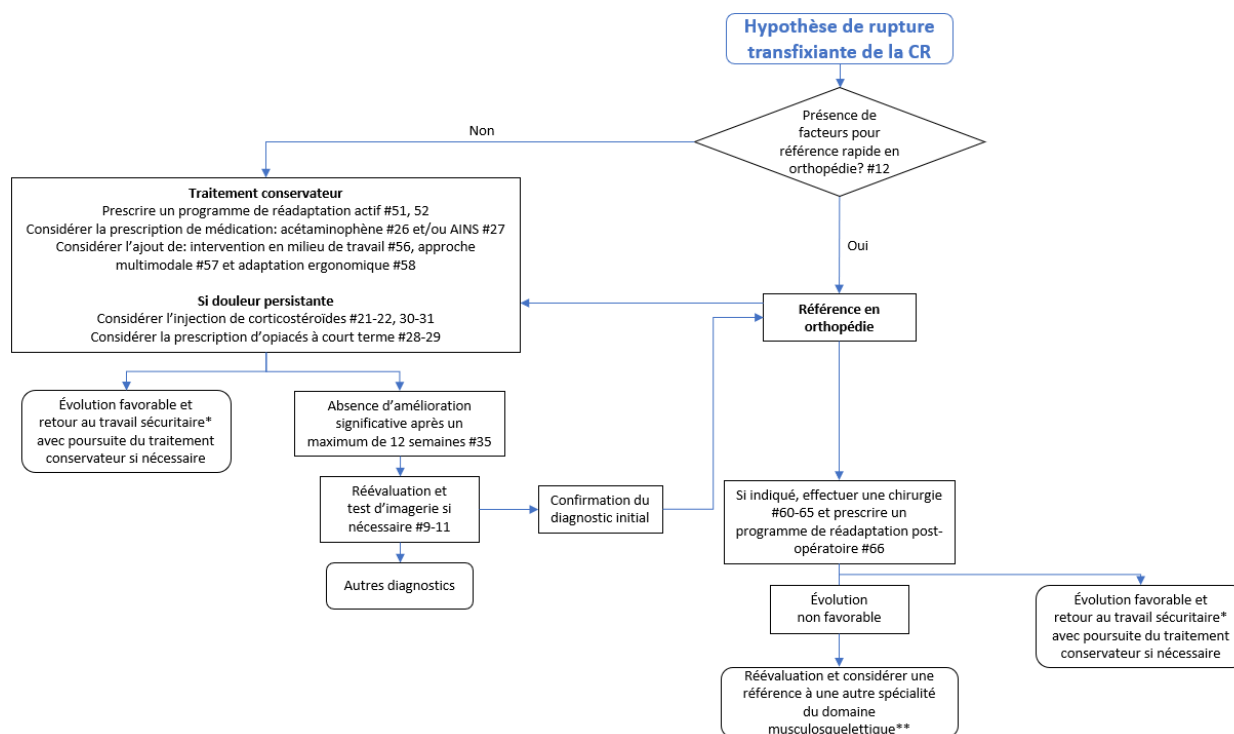 Hypothèse de rupture
transfixiante de la CR
Présence de
facteurs pour
référence rapide en
orthopédie? #12
Non
Oui
Traitement conservateur
Prescrire un programme de réadaptation actif #51, 52
Considérer la prescription de médication: acétaminophène #26 et/ou AINS #27
Considérer l’ajout de: intervention en milieu de travail #56, approche
multimodale #57 et adaptation ergonomique #58
Si douleur persistante
Considérer l’injection de corticostéroïdes #21-22, 30-31
Considérer la prescription d’opiacés à court terme #28-29
Référence en
orthopédie
Évolution favorable et
retour au travail sécuritaire*
avec poursuite du traitement
conservateur si nécessaire
Absence d’amélioration
significative après un
maximum de 12 semaines #35
Réévaluation et
test d’imagerie si
nécessaire #9-11
Confirmation du
diagnostic initial
Autres diagnostics
Si indiqué, effectuer une chirurgie
#60-65 et prescrire un
programme de réadaptation post-
opératoire #66
Évolution
non favorable
Évolution favorable et
retour au travail sécuritaire*
avec poursuite du traitement
conservateur si nécessaire
Réévaluation et considérer une
référence à une autre spécialité
du domaine
musculosquelettique**